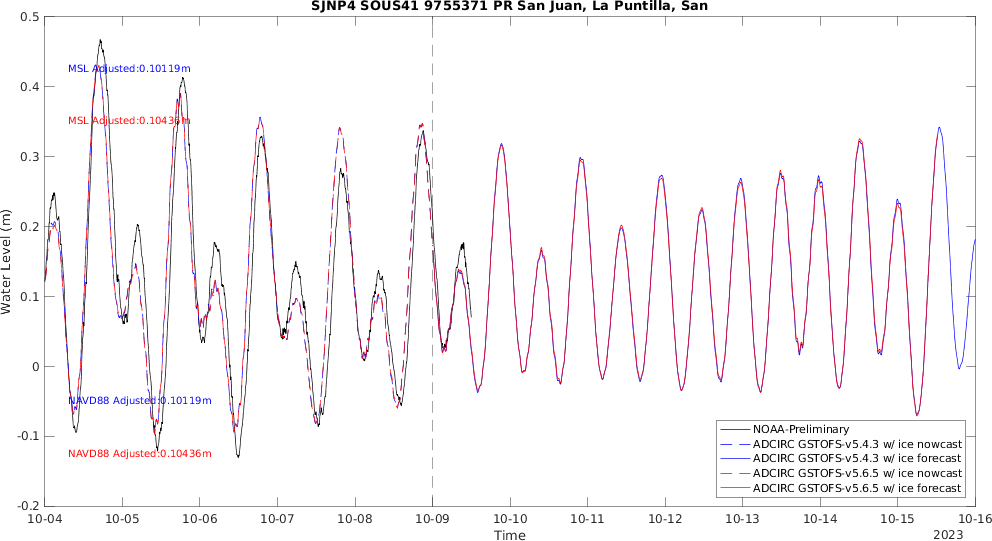 SJNP4 SOUS41 9755371 PR San Juan, La Puntilla, San
0.5
0.4
0.3
0.2
0.1
0
-0.1
-0.2
Water Level (m)
MSL Adjusted:0.10119m
MSL Adjusted:0.10436m
NAVD88 Adjusted:0.10119m
NAVD88 Adjusted:0.10436m
NOAA-Preliminary
ADCIRC GSTOFS-v5.4.3 w/ ice nowcast
ADCIRC GSTOFS-v5.4.3 w/ ice forecast
ADCIRC GSTOFS-v5.6.5 w/ ice nowcast
ADCIRC GSTOFS-v5.6.5 w/ ice forecast
10-04 10-05 10-06 10-07 10-08 10-09 10-10 10-11 10-12 10-13 10-14 10-15 10-16
Time
2023